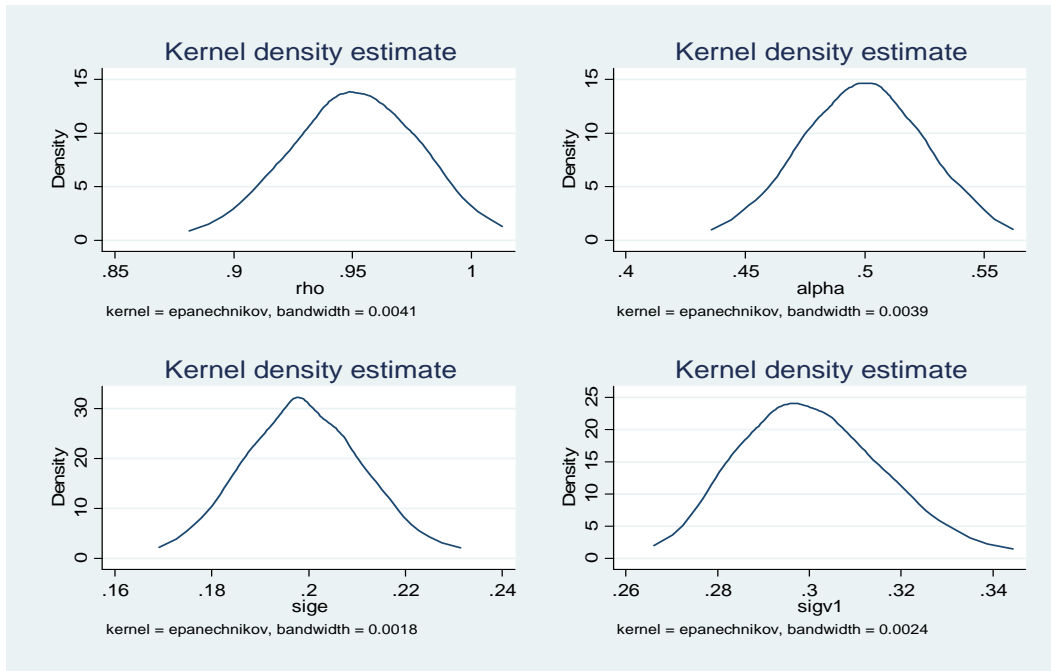 Kernel density estimate
15
10
5
0
Density
.85
.9
.95
1
rho
kernel = epanechnikov, bandwidth = 0.0041
Kernel density estimate
15
10
5
0
Density
.4
.45
.5
.55
alpha
kernel = epanechnikov, bandwidth = 0.0039
Kernel density estimate
30
20
10
0
Density
.16
.18
.2
.22
.24
sige
kernel = epanechnikov, bandwidth = 0.0018
Kernel density estimate
25
20
15
10
5
0
Density
.26
.28
.3
.32
.34
sigv1
kernel = epanechnikov, bandwidth = 0.0024